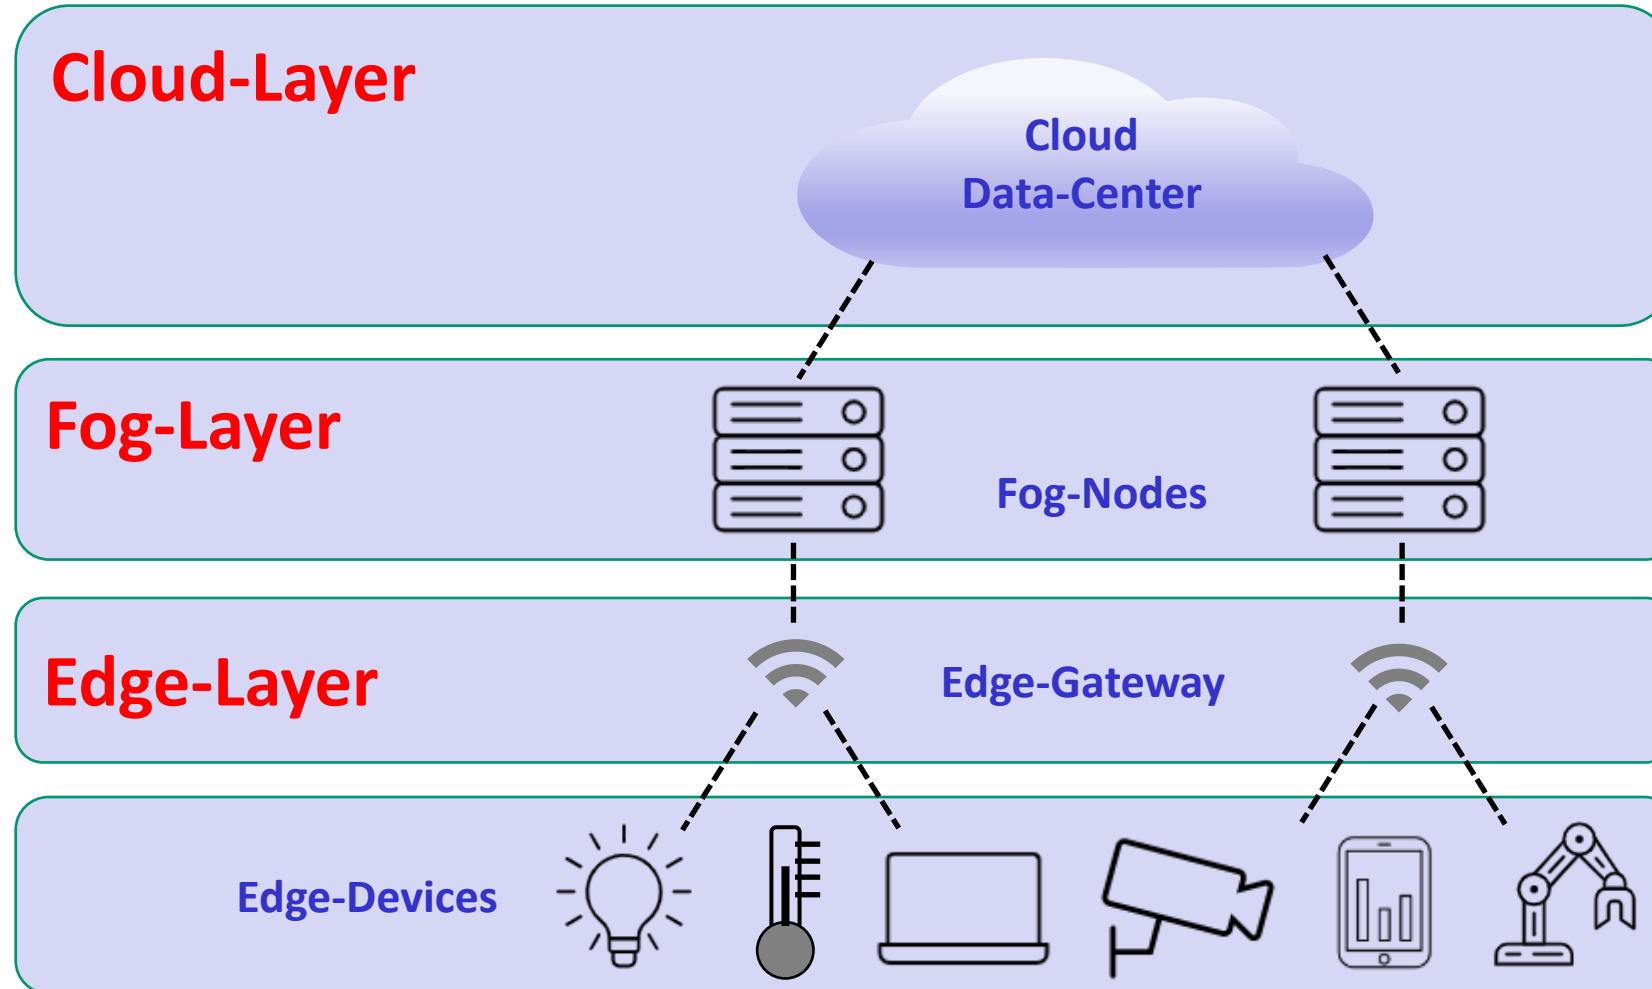 Cloud-Layer
Cloud
Data-Center
Fog-Layer
Fog-Nodes
Edge-Layer
Edge-Gateway
Edge-Devices